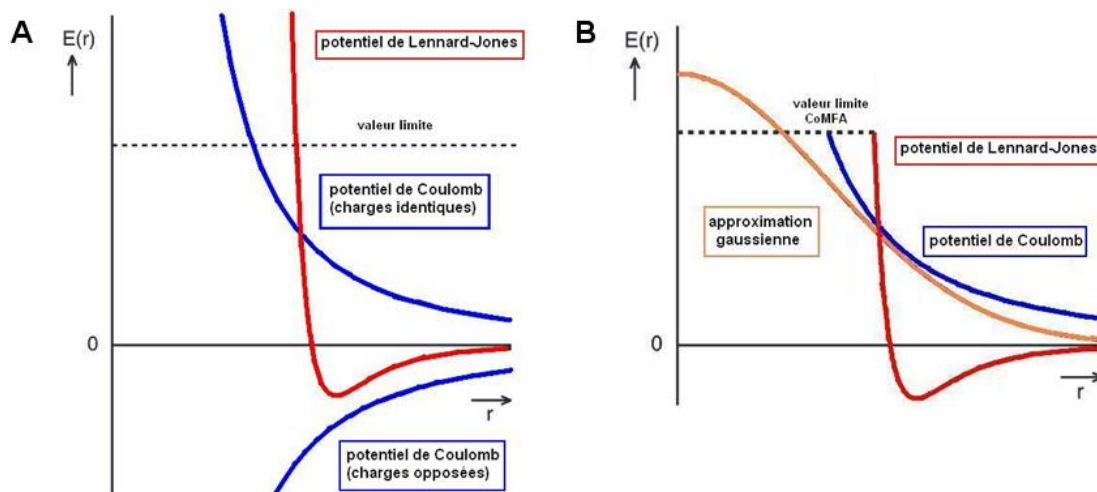 A
E(r)
potentiel de Lennard-Jones
valeur limite
potentiel de Coulomb
(charges identiques)
0
r
potentiel de Coulomb
(charges opposées)
B
E(r)
valeur limite
CoMFA
potentiel de Lennard-Jones
approximation
gaussienne
potentiel de Coulomb
0
r